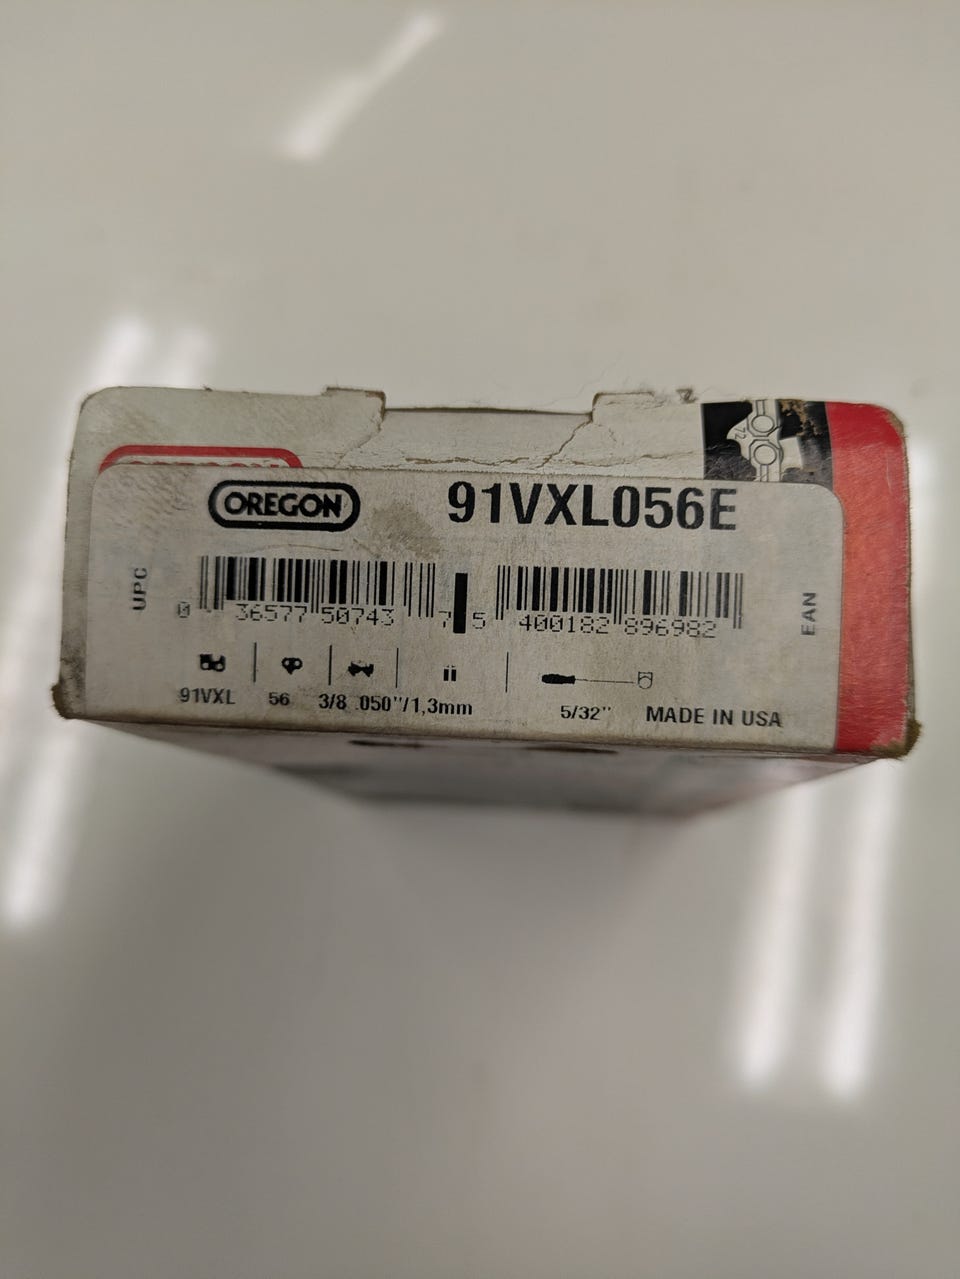 OREGON
91VXL056E
UPC
0 36577 50743 7
5 400182 896982
EAN
91VXL
56
3/8 .050"/1,3mm
5/32"
MADE IN USA
72